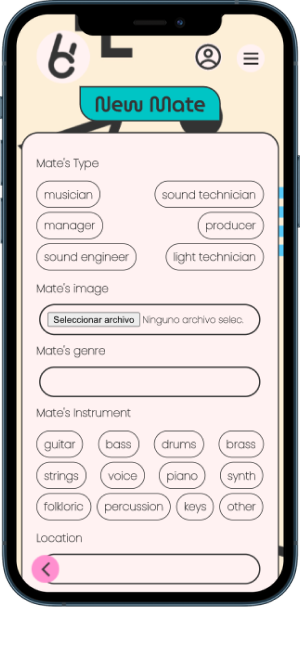 New Mate
Mate's Type
musician sound technician
manager producer
sound engineer light technician
Mate's image
Seleccionar archivo Ninguno archivo selec.
Mate's genre
Mate's Instrument
guitar bass drums brass
strings voice piano synth
folkloric percussion keys other
Location